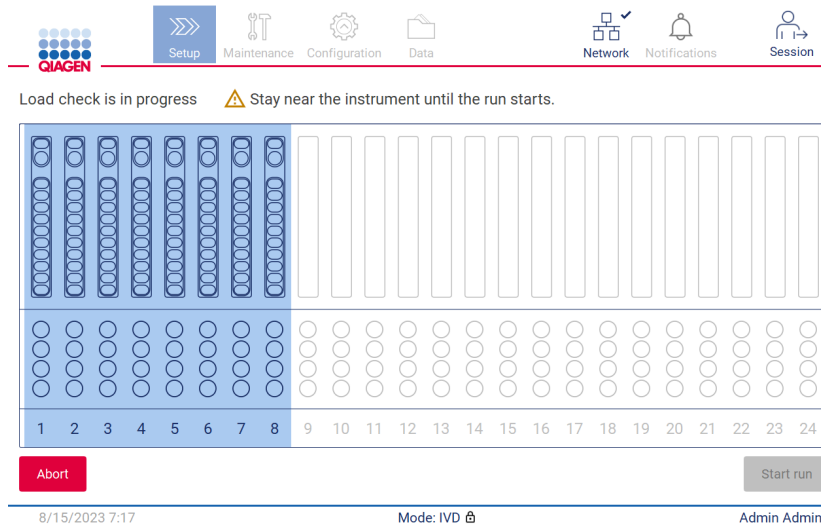 Setup Maintenance Configuration Data Network Notifications Session
QIAGEN
Load check is in progress Stay near the instrument until the run starts.
1 2 3 4 5 6 7 8 9 10 11 12 13 14 15 16 17 18 19 20 21 22 23 24
Abort Start run
8/15/2023 7:17 Mode: IVD Admin Admin